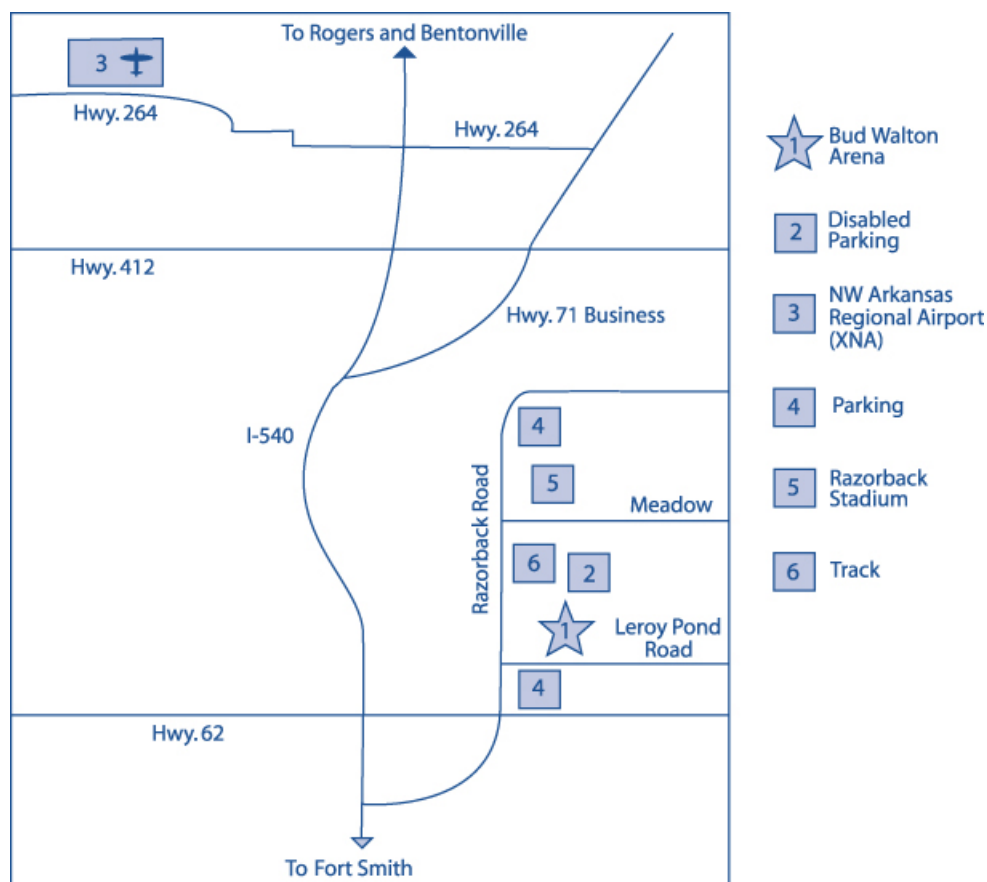 To Rogers and Bentonville
3
Hwy. 264
Hwy. 264
Hwy. 412
Hwy. 71 Business
I-540
Razorback Road
4
5
Meadow
6
2
1
Leroy Pond
Road
4
Hwy. 62
To Fort Smith
1
Bud Walton
Arena
2
Disabled
Parking
3
NW Arkansas
Regional Airport
(XNA)
4
Parking
5
Razorback
Stadium
6
Track